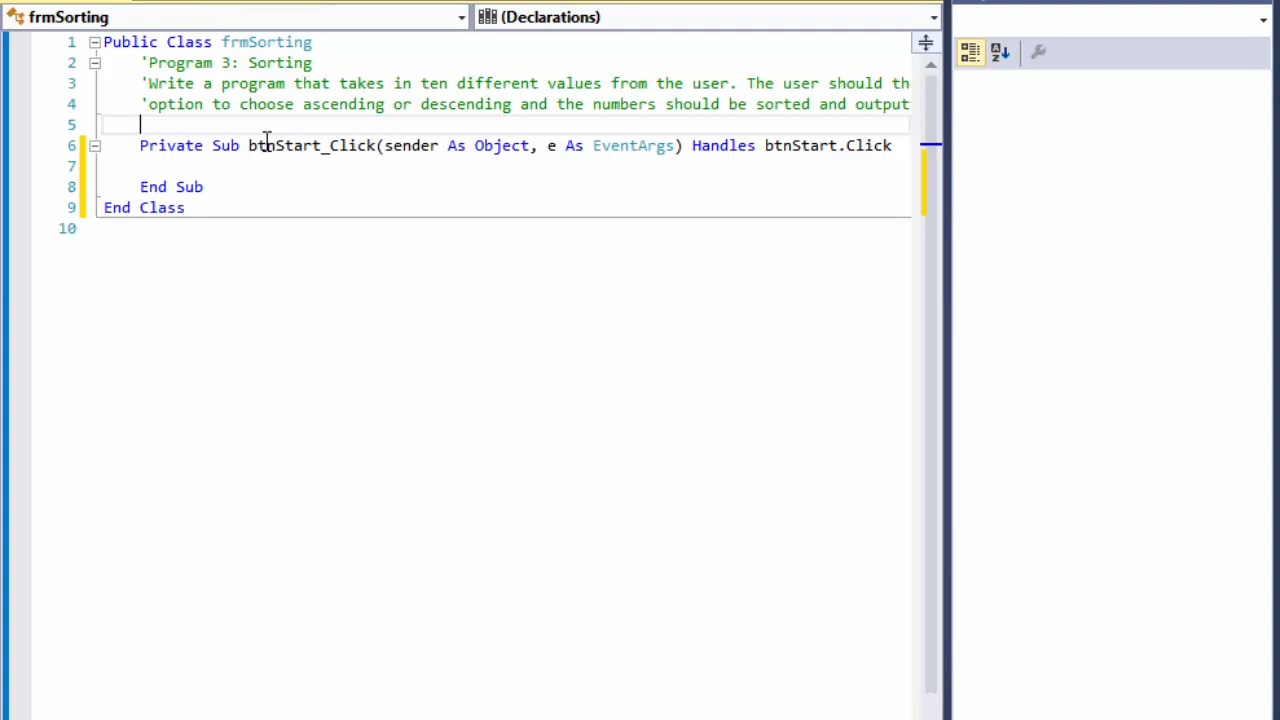 frmSorting
(Declarations)
1 Public Class frmSorting
2 'Program 3: Sorting
3 'Write a program that takes in ten different values from the user. The user should the
4 'option to choose ascending or descending and the numbers should be sorted and output
5
6 Private Sub btnStart_Click(sender As Object, e As EventArgs) Handles btnStart.Click
7
8 End Sub
9 End Class
10